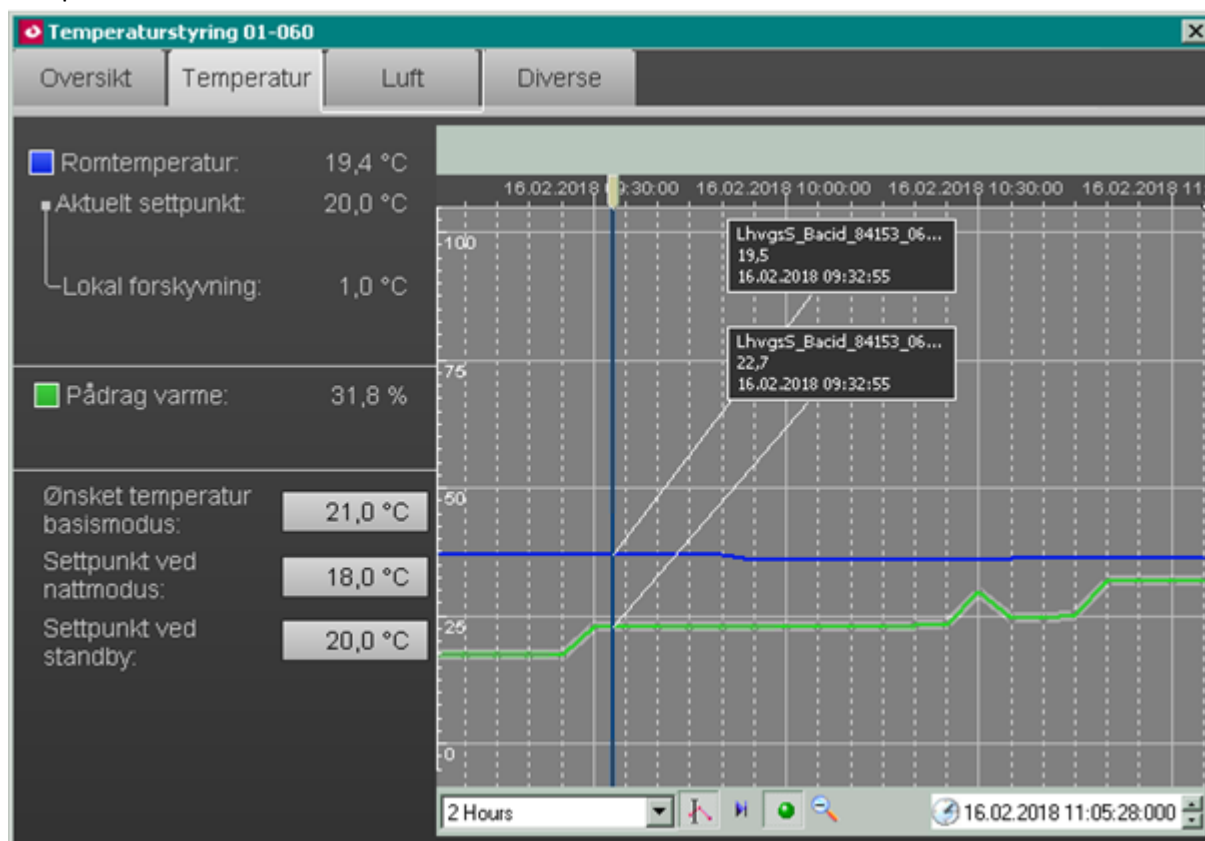 Temperaturstyring 01-060
Oversikt Temperatur Luft Diverse
Romtemperatur: 19,4 °C
Aktuelt settpunkt: 20,0 °C
Lokal forskyvning: 1,0 °C
Pådrag varme: 31,8 %
Ønsket temperatur
basismodus: 21,0 °C
Settpunkt ved
nattmodus: 18,0 °C
Settpunkt ved
standby: 20,0 °C
16.02.2018 9:30:00 16.02.2018 10:00:00 16.02.2018 10:30:00 16.02.2018 11
100
LhvgsS_Bacid_84153_06...
19,5
16.02.2018 09:32:55
LhvgsS_Bacid_84153_06...
22,7
16.02.2018 09:32:55
75
50
25
0
2 Hours 16.02.2018 11:05:28:000